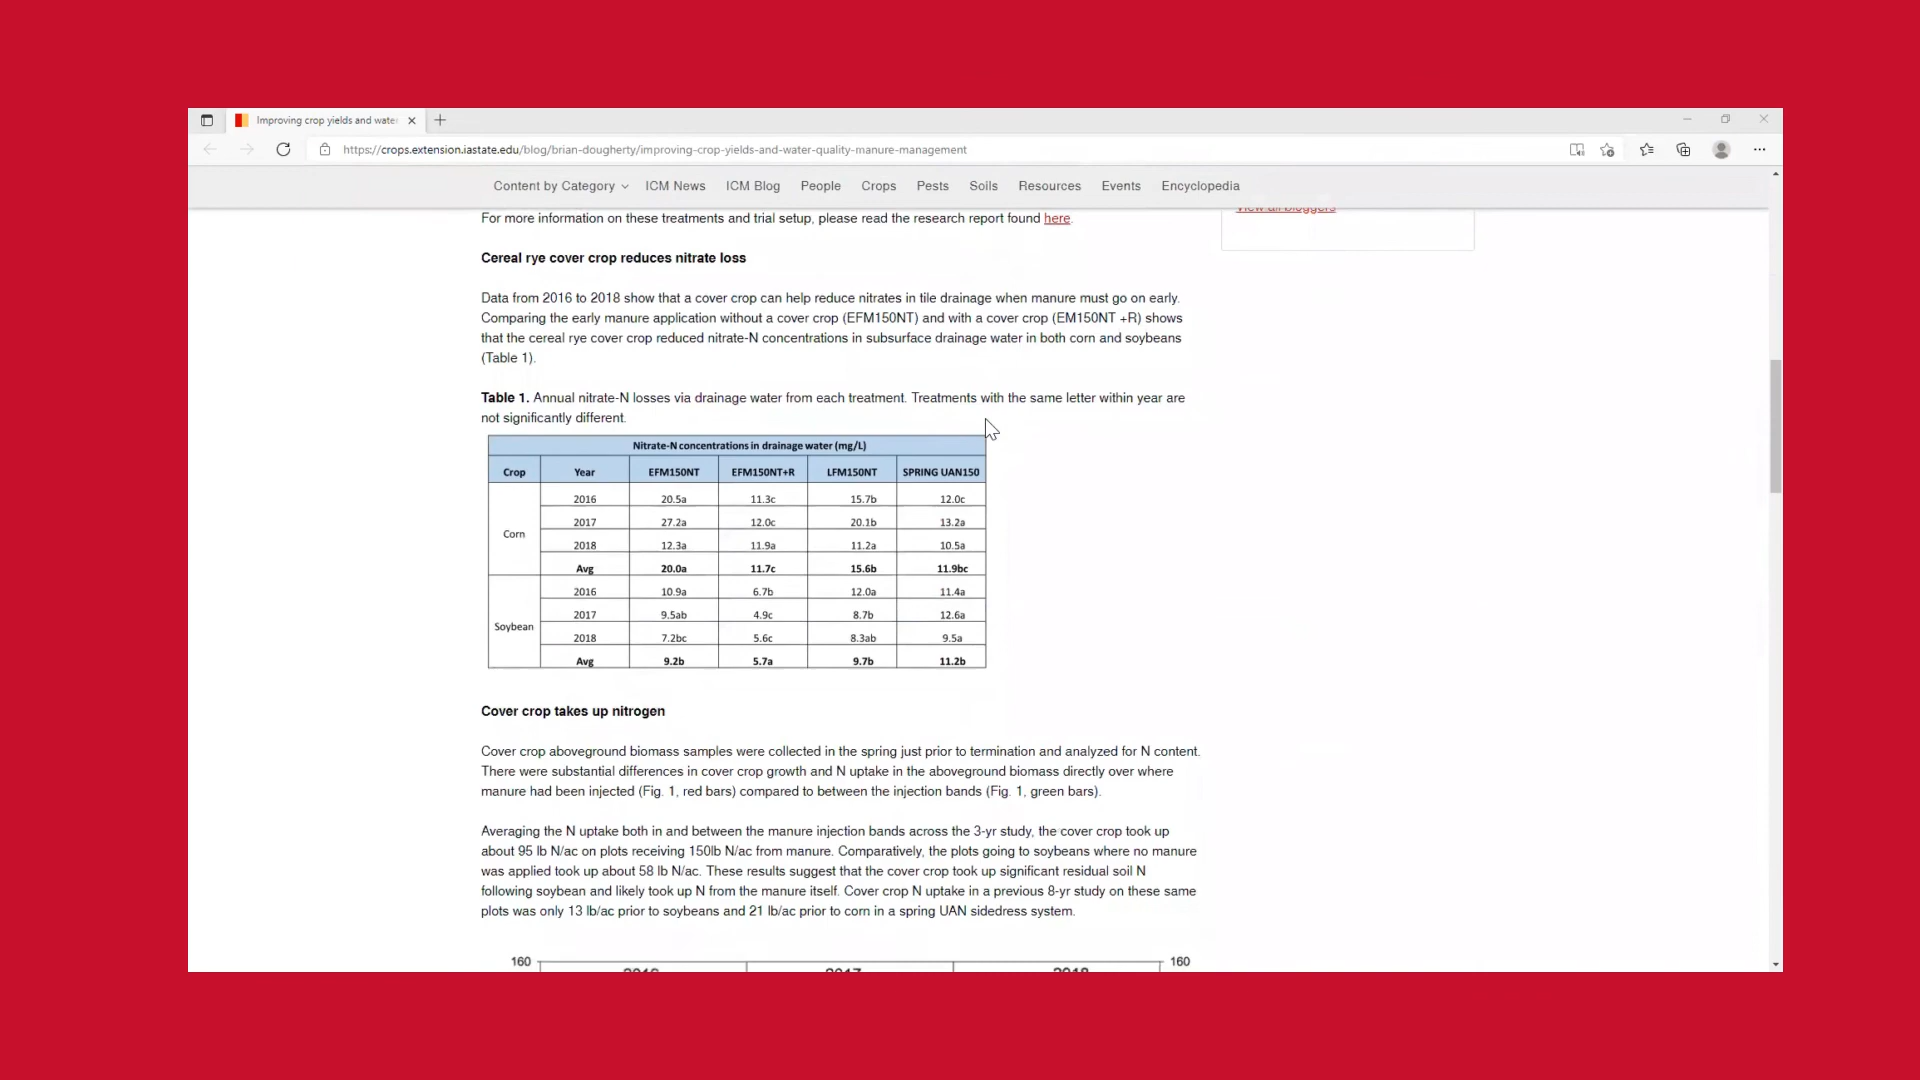 Improving crop yields and wate
https://crops.extension.iastate.edu/blog/brian-dougherty/improving-crop-yields-and-water-quality-manure-management
Content by Category ICM News ICM Blog People Crops Pests Soils Resources Events Encyclopedia
View all bloggers
For more information on these treatments and trial setup, please read the research report found here.
Cereal rye cover crop reduces nitrate loss
Data from 2016 to 2018 show that a cover crop can help reduce nitrates in tile drainage when manure must go on early.
Comparing the early manure application without a cover crop (EFM150NT) and with a cover crop (EM150NT +R) shows
that the cereal rye cover crop reduced nitrate-N concentrations in subsurface drainage water in both corn and soybeans
(Table 1).
Table 1. Annual nitrate-N losses via drainage water from each treatment. Treatments with the same letter within year are
not significantly different.
Nitrate-N concentrations in drainage water (mg/L)
Crop Year EFM150NT EFM150NT+R LFM150NT SPRING UAN150
Corn
2016 20.5a 11.3c 15.7b 12.0c
2017 27.2a 12.0c 20.1b 13.2a
2018 12.3a 11.9a 11.2a 10.5a
Avg 20.0a 11.7c 15.6b 11.9bc
Soybean
2016 10.9a 6.7b 12.0a 11.4a
2017 9.5ab 4.9c 8.7b 12.6a
2018 7.2bc 5.6c 8.3ab 9.5a
Avg 9.2b 5.7a 9.7b 11.2b
Cover crop takes up nitrogen
Cover crop aboveground biomass samples were collected in the spring just prior to termination and analyzed for N content.
There were substantial differences in cover crop growth and N uptake in the aboveground biomass directly over where
manure had been injected (Fig. 1, red bars) compared to between the injection bands (Fig. 1, green bars).
Averaging the N uptake both in and between the manure injection bands across the 3-yr study, the cover crop took up
about 95 lb N/ac on plots receiving 150lb N/ac from manure. Comparatively, the plots going to soybeans where no manure
was applied took up about 58 lb N/ac. These results suggest that the cover crop took up significant residual soil N
following soybean and likely took up N from the manure itself. Cover crop N uptake in a previous 8-yr study on these same
plots was only 13 lb/ac prior to soybeans and 21 lb/ac prior to corn in a spring UAN sidedress system.
160 2016 2017 2018 160